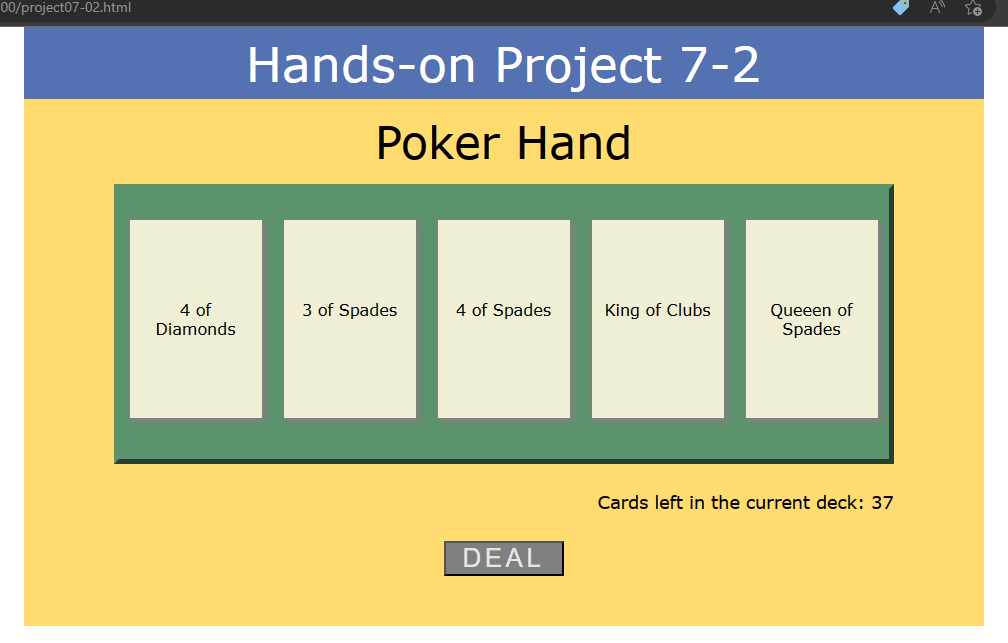 00/project07-02.html
Hands-on Project 7-2
Poker Hand
4 of
Diamonds
3 of Spades
4 of Spades
King of Clubs
Queeen of
Spades
Cards left in the current deck: 37
DEAL